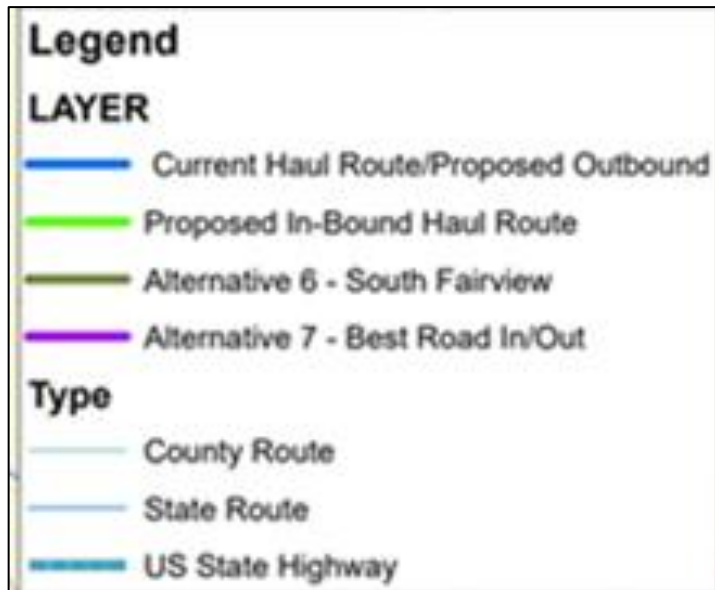 Legend
LAYER
Current Haul Route/Proposed Outbound
Proposed In-Bound Haul Route
Alternative 6 - South Fairview
Alternative 7 - Best Road In/Out
Type
County Route
State Route
US State Highway